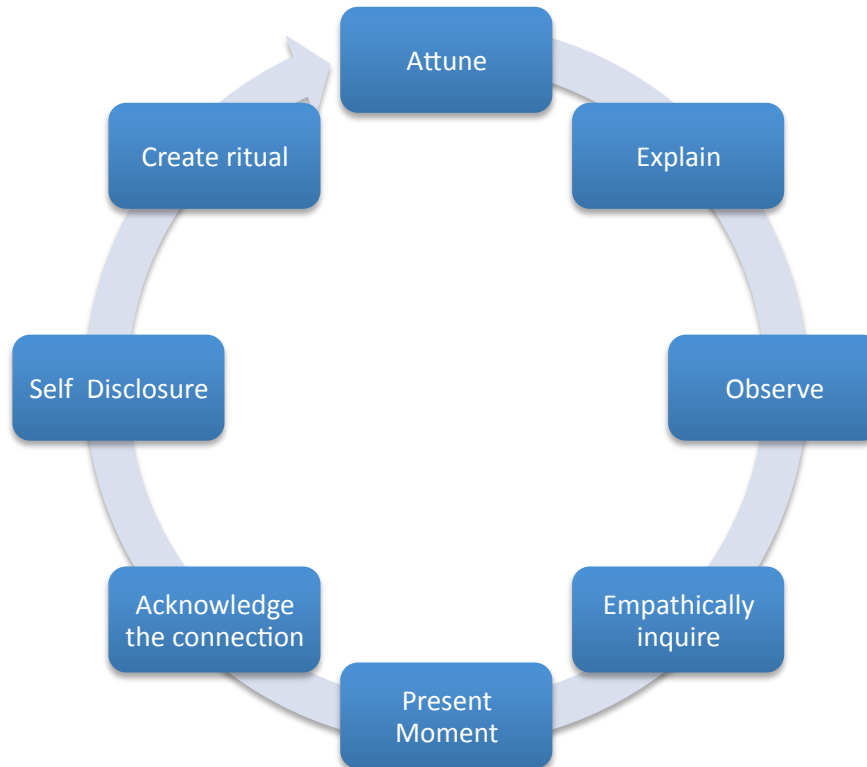 Attune
Explain
Observe
Empathically
inquire
Present
Moment
Acknowledge
the connection
Self  Disclosure
Create ritual